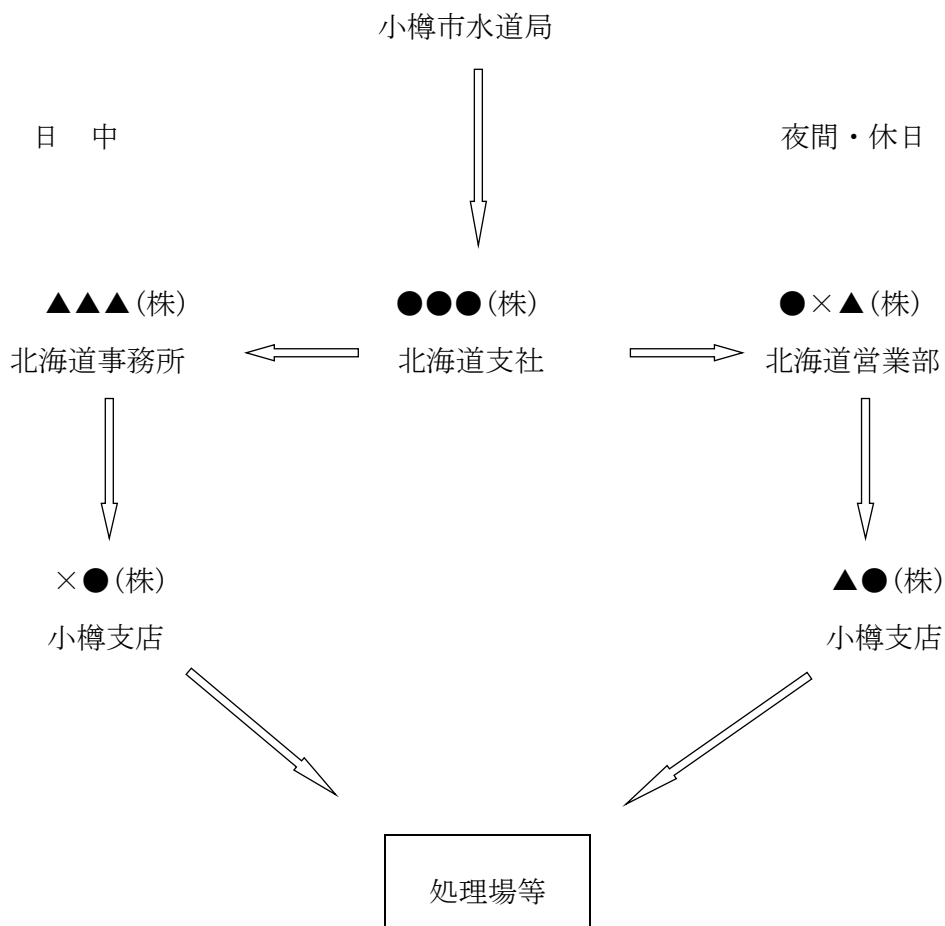 小樽市水道局
日　中
夜間・休日
▲▲▲(株)
●●●(株)
●×▲(株)
北海道事務所
北海道支社
北海道営業部
×●(株)
▲●(株)
小樽支店
小樽支店
処理場等